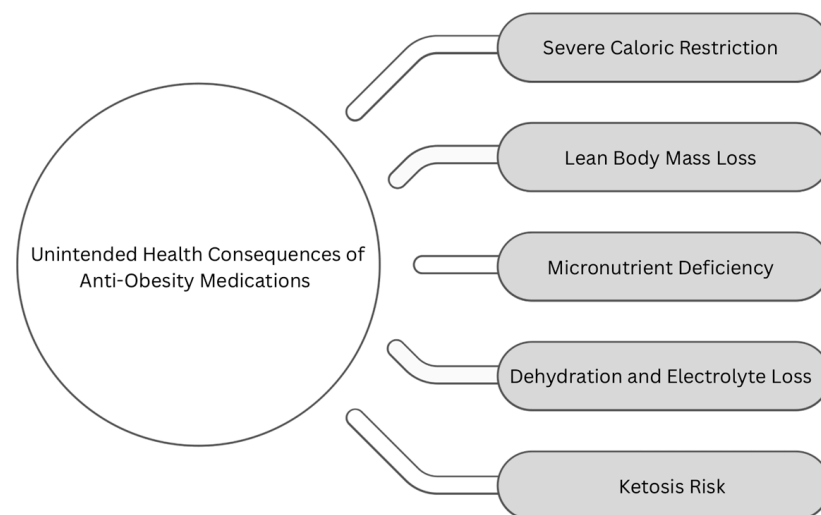 Unintended Health Consequences of
Anti-Obesity Medications
Severe Caloric Restriction
Lean Body Mass Loss
Micronutrient Deficiency
Dehydration and Electrolyte Loss
Ketosis Risk